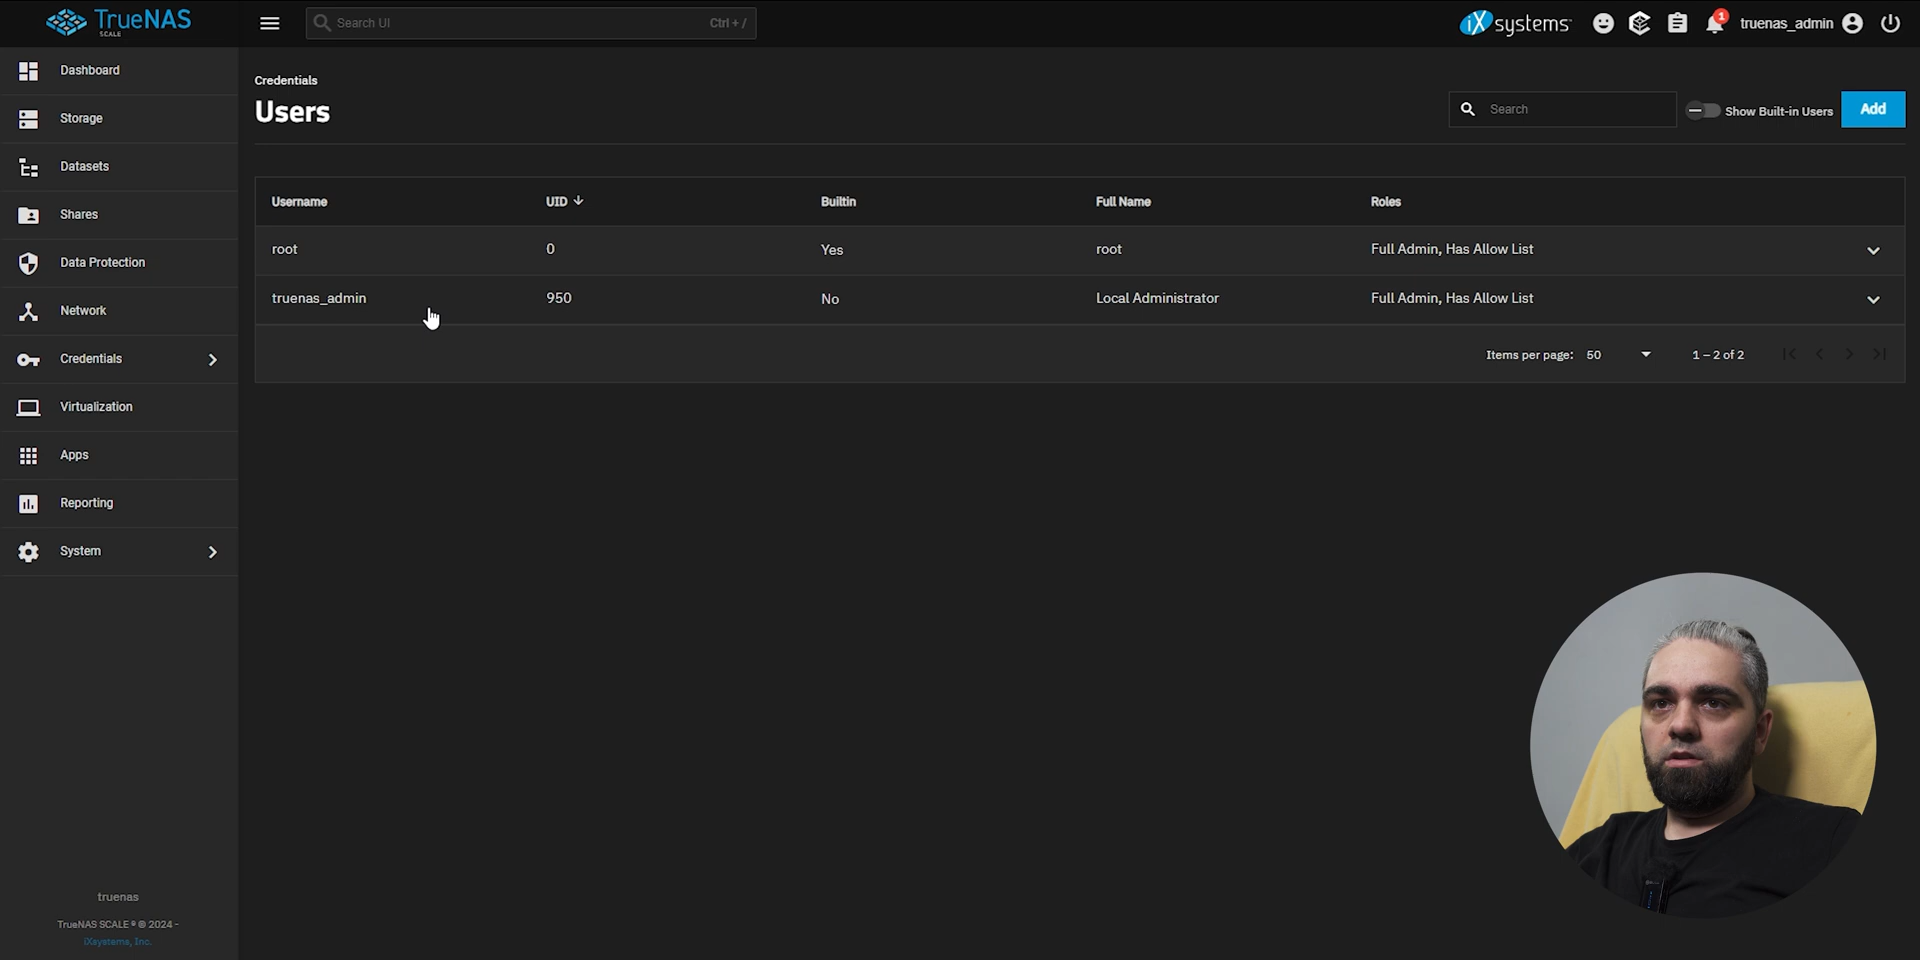 TrueNAS
SCALE
Search UI
Ctrl + /
iXsystems
1
truenas_admin
Dashboard
Storage
Datasets
Shares
Data Protection
Network
Credentials
Virtualization
Apps
Reporting
System
truenas
TrueNAS SCALE ® © 2024 -
iXsystems, Inc.
Credentials
Users
Search
Show Built-in Users
Add
Username UID Builtin Full Name Roles
root 0 Yes root Full Admin, Has Allow List
truenas_admin 950 No Local Administrator Full Admin, Has Allow List
Items per page: 50 1 – 2 of 2